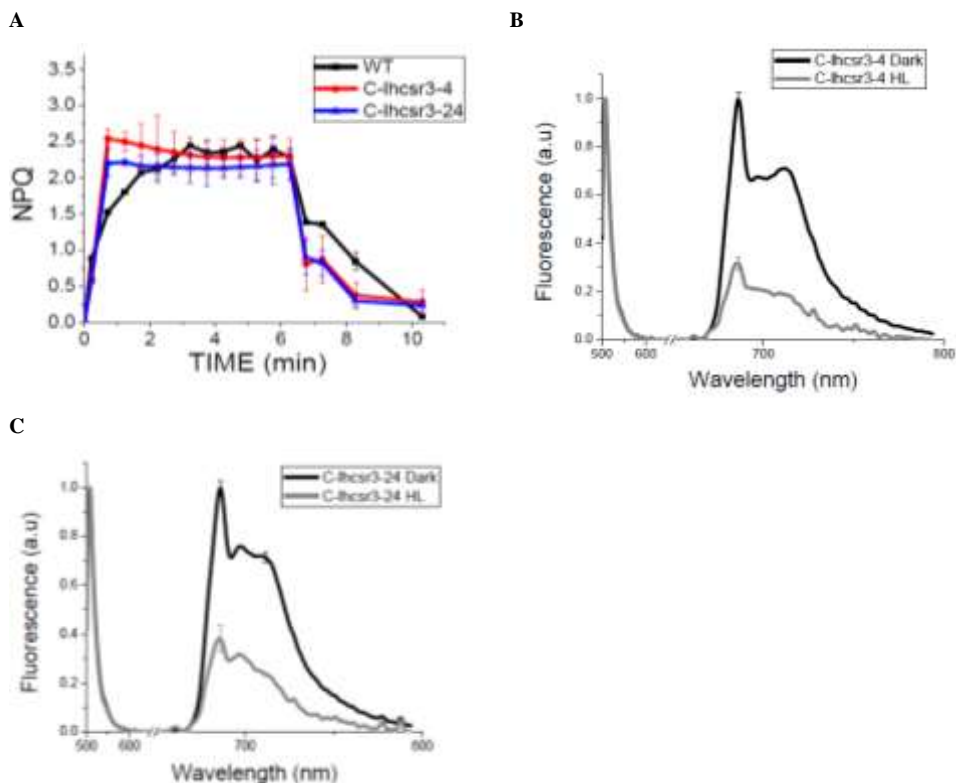 A
3.5
3.0
2.5
2.0
1.5
1.0
0.5
0.0
NPQ
WT
C-lhcsr3-4
C-lhcsr3-24
0 2 4 6 8 10
TIME (min)
B
1.0
0.8
0.6
0.4
0.2
0.0
Fluorescence (a.u)
C-lhcsr3-4 Dark
C-lhcsr3-4 HL
500 600 700 800
Wavelength (nm)
C
1.0
0.8
0.6
0.4
0.2
0.0
Fluorescence (a.u)
C-lhcsr3-24 Dark
C-lhcsr3-24 HL
500 600 700 800
Wavelength (nm)